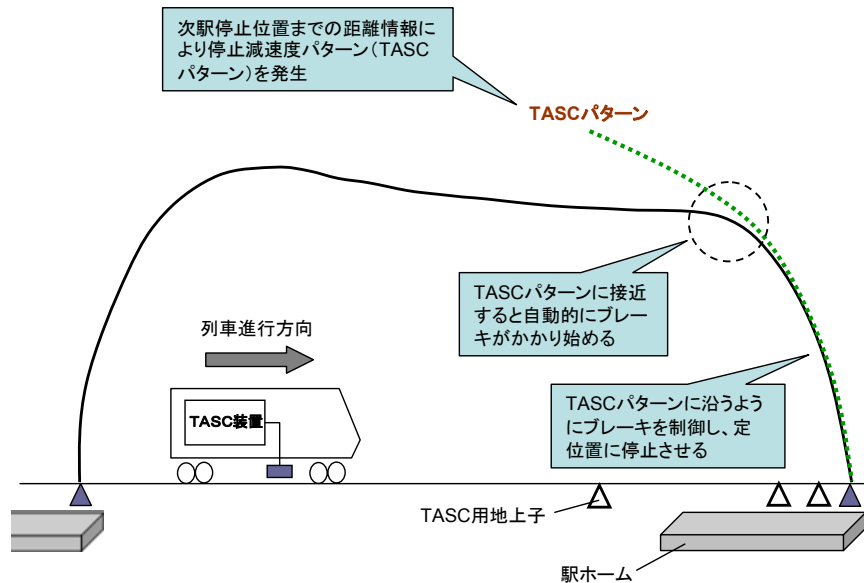 次駅停止位置までの距離情報に
より停止減速度パターン(TASC
パターン)を発生
TASCパターン
TASCパターンに接近
すると自動的にブレー
キがかかり始める
列車進行方向
TASC装置
TASCパターンに沿うよう
にブレーキを制御し、定
位置に停止させる
TASC用地上子
駅ホーム